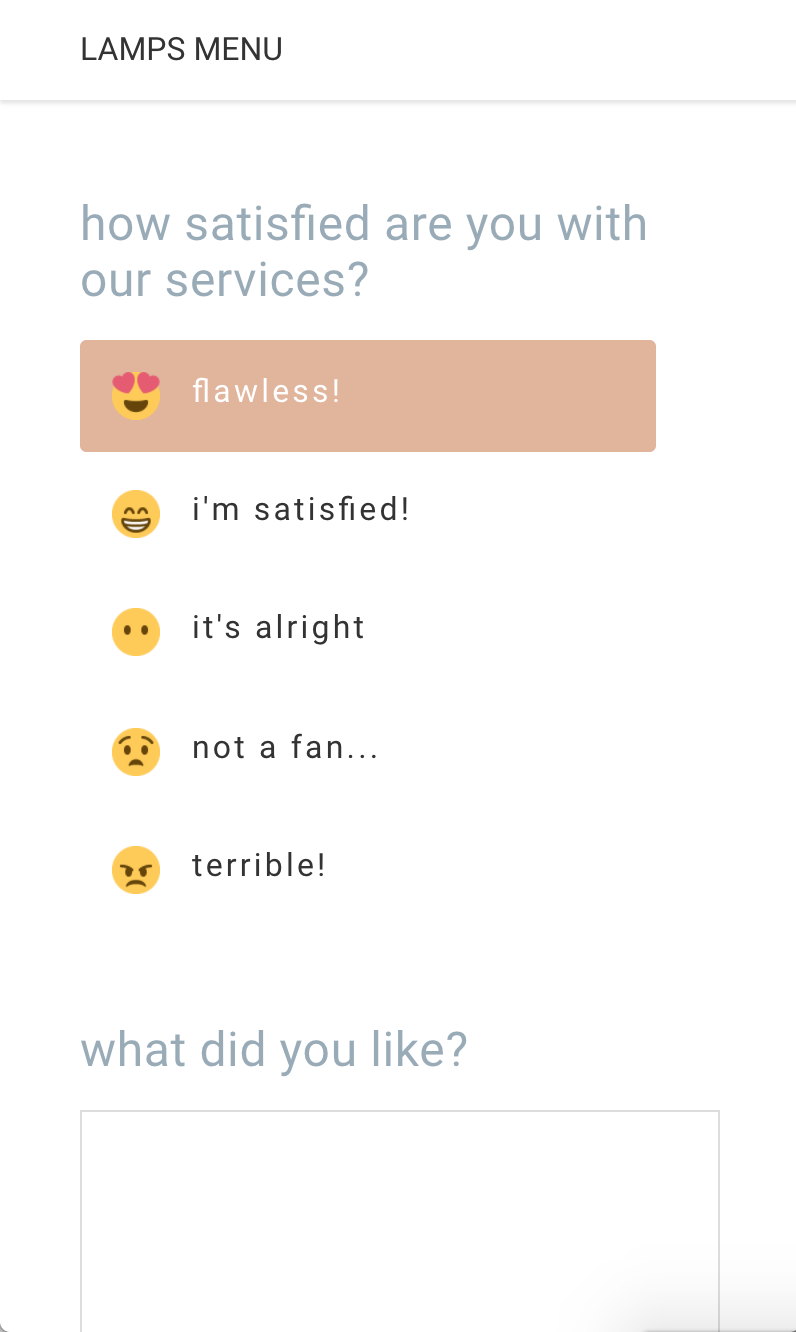 LAMPS MENU
how satisfied are you with
our services?
flawless!
i'm satisfied!
it's alright
not a fan...
terrible!
what did you like?